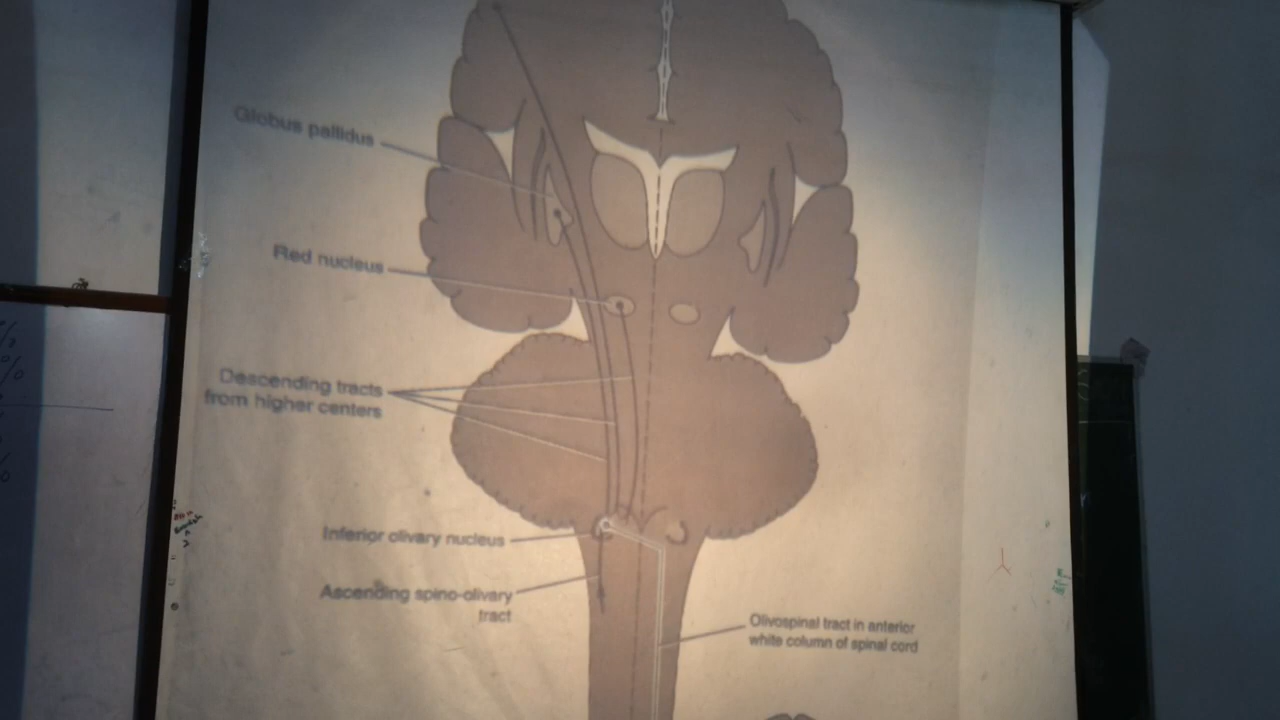 Globus pallidus
Red nucleus
Descending tracts
from higher centers
Inferior olivary nucleus
Ascending spino-olivary
tract
Olivospinal tract in anterior
white column of spinal cord